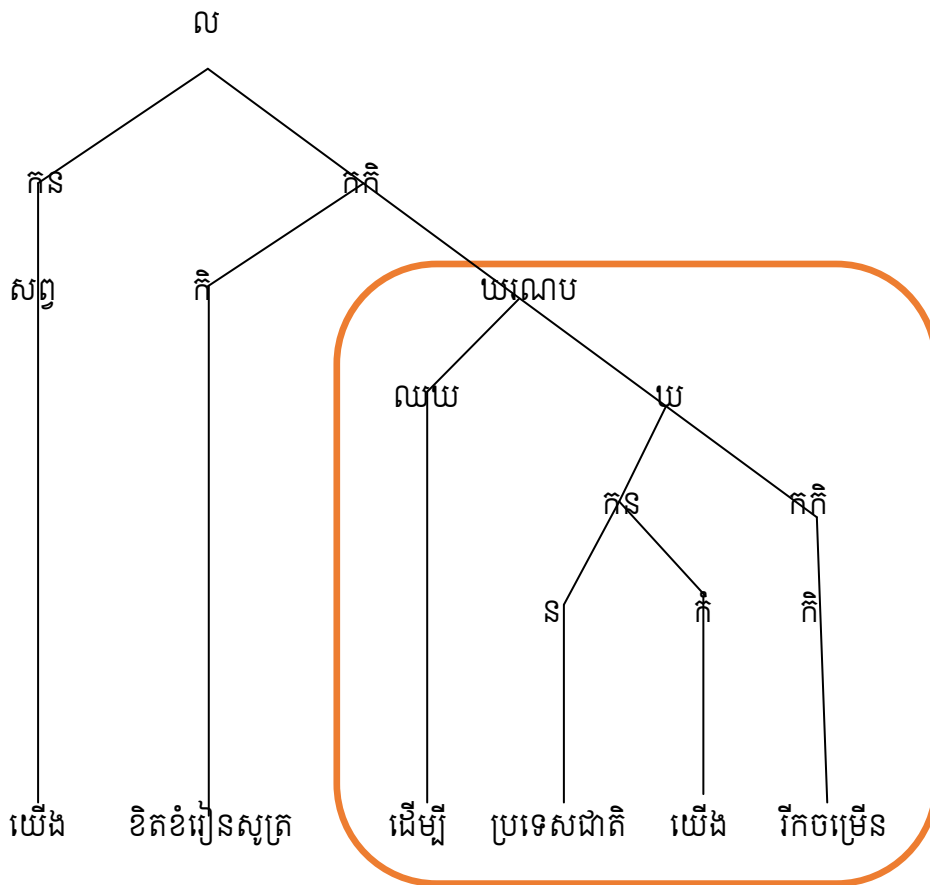 ល
កន កកិ
សព្វ កិ ឃណេប
ឈឃ ឃ
កន កកិ
ន កំ កិ
យើង ខិតខំរៀនសូត្រ ដើម្បី ប្រទេសជាតិ យើង រីកចម្រើន